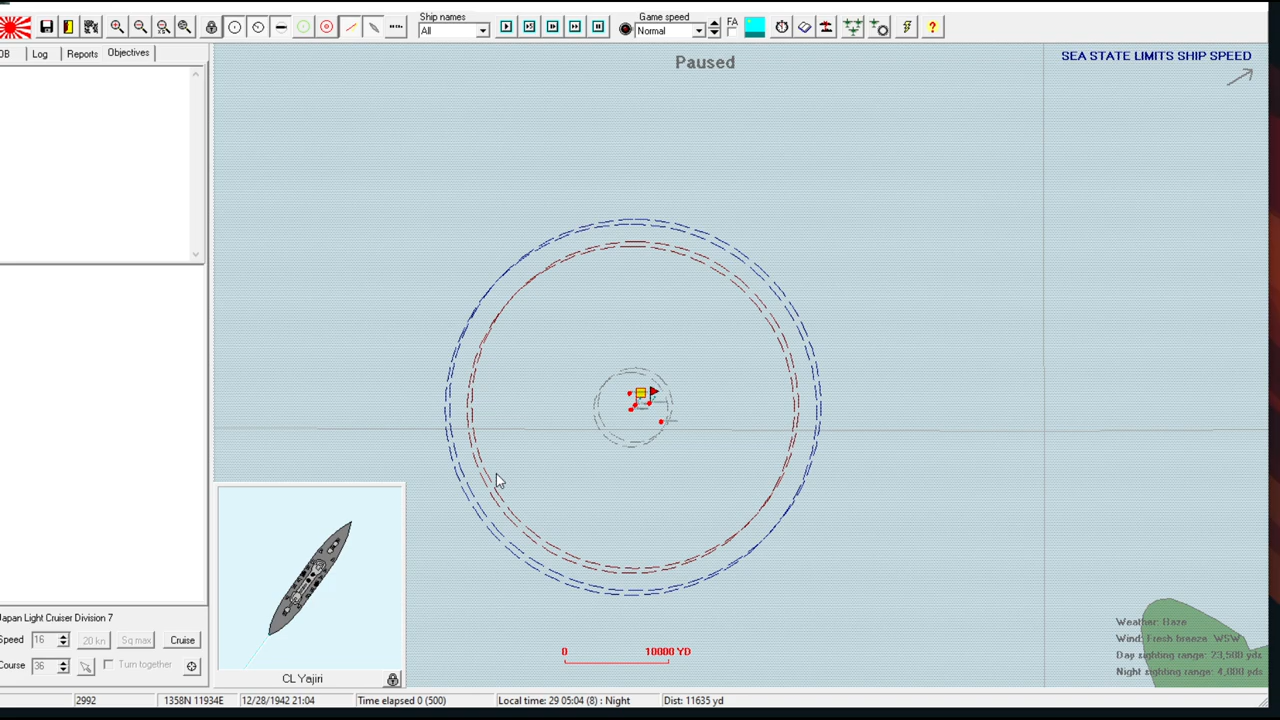 Ship names
All
Game speed
Normal
FA
OB
Log
Reports
Objectives
Paused
SEA STATE LIMITS SHIP SPEED
Japan Light Cruiser Division 7
Speed
16
20 kn
Sq max
Cruise
Course
36
Turn together
CL Yajiri
0
10000 YD
Weather: Haze
Wind: Fresh breeze WSW
Day sighting range: 23,500 yds
Night sighting range: 4,000 yds
2992
1358N 11934E
12/28/1942 21:04
Time elapsed 0 (500)
Local time: 29 05:04 (8) : Night
Dist: 11635 yd